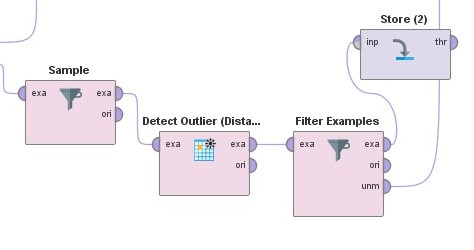 Store (2)
inp
thr
Sample
exa
exa
ori
Detect Outlier (Dista...
exa
exa
ori
Filter Examples
exa
exa
ori
unm